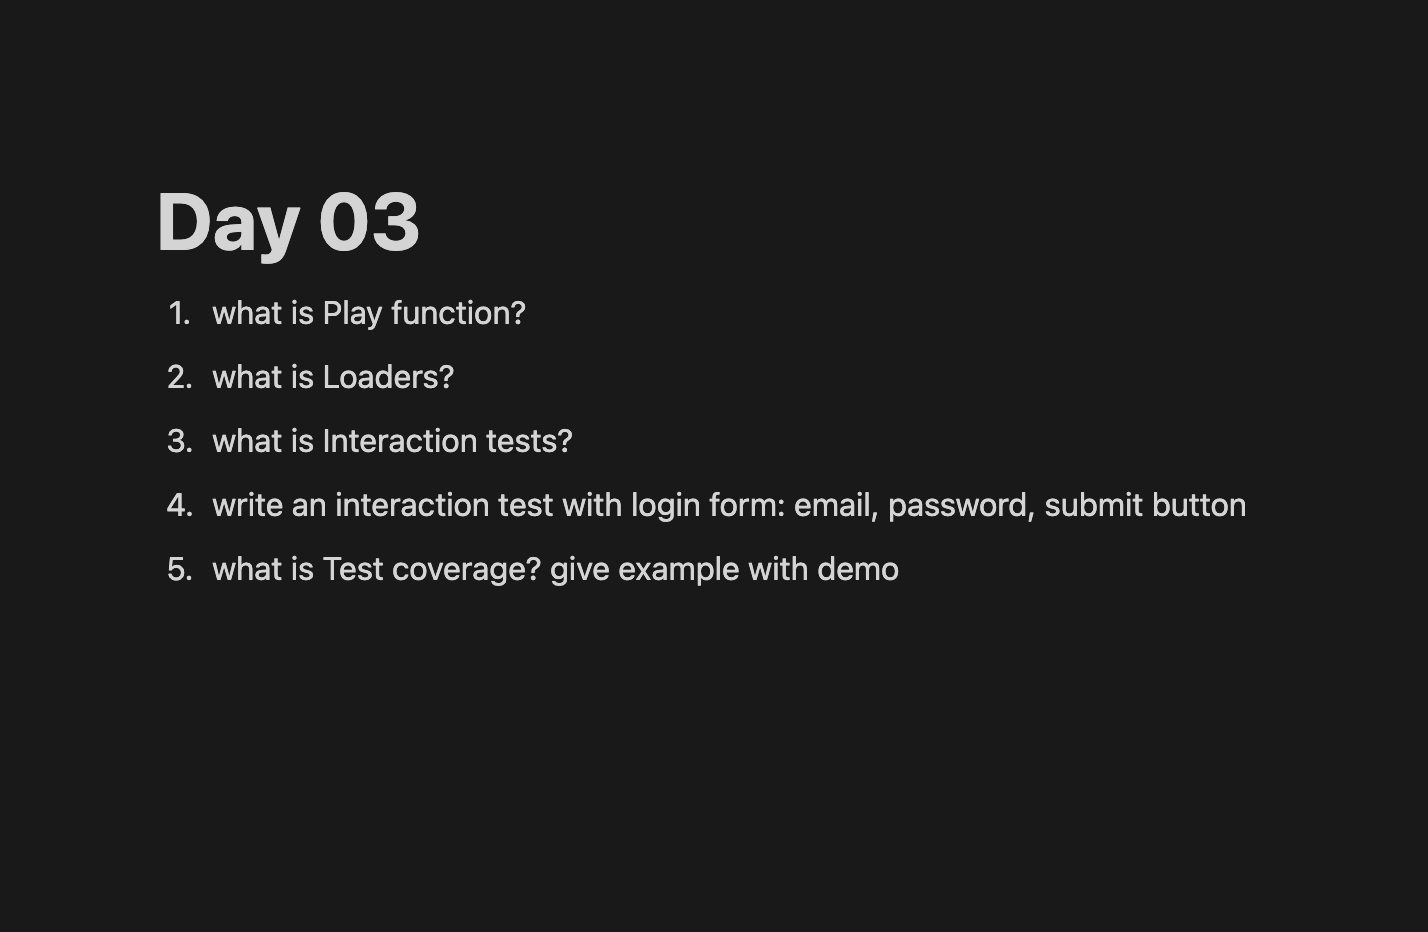 Day 03
1. what is Play function?
2. what is Loaders?
3. what is Interaction tests?
4. write an interaction test with login form: email, password, submit button
5. what is Test coverage? give example with demo